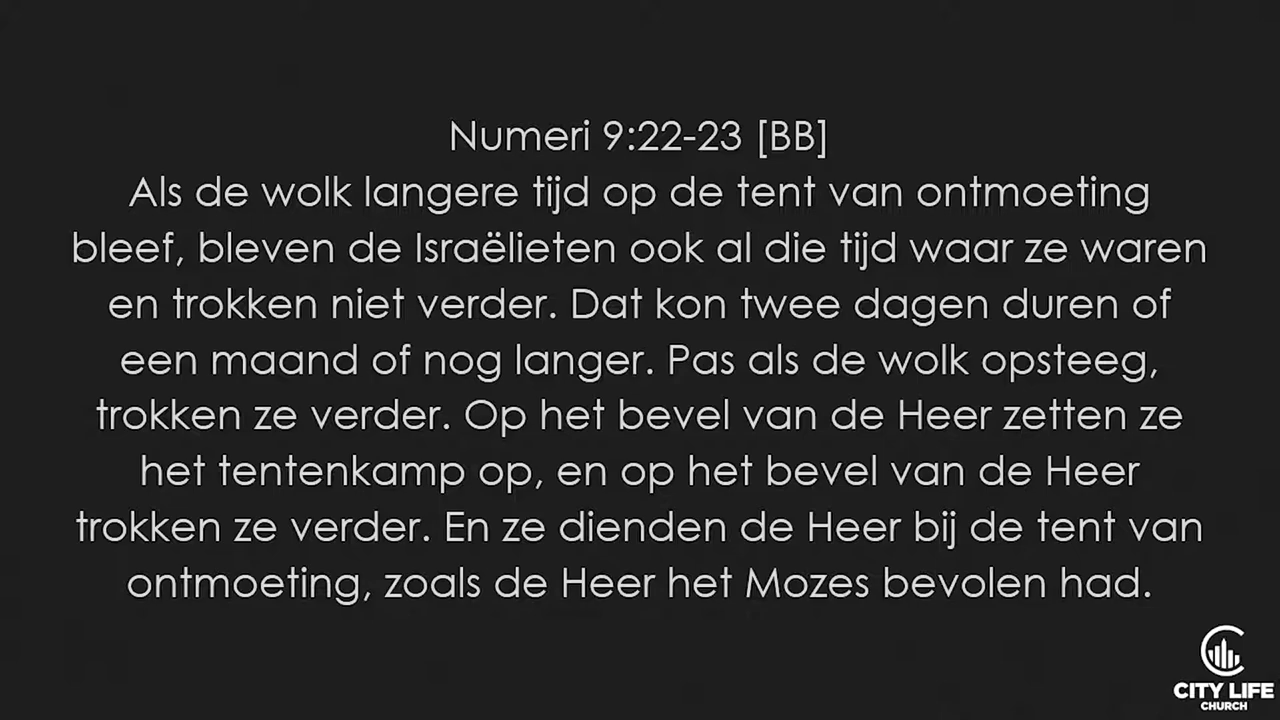 Numeri 9:22-23 [BB]
Als de wolk langere tijd op de tent van ontmoeting
bleef, bleven de Israëlieten ook al die tijd waar ze waren
en trokken niet verder. Dat kon twee dagen duren of
een maand of nog langer. Pas als de wolk opsteeg,
trokken ze verder. Op het bevel van de Heer zetten ze
het tentenkamp op, en op het bevel van de Heer
trokken ze verder. En ze dienden de Heer bij de tent van
ontmoeting, zoals de Heer het Mozes bevolen had.
CITY LIFE
CHURCH